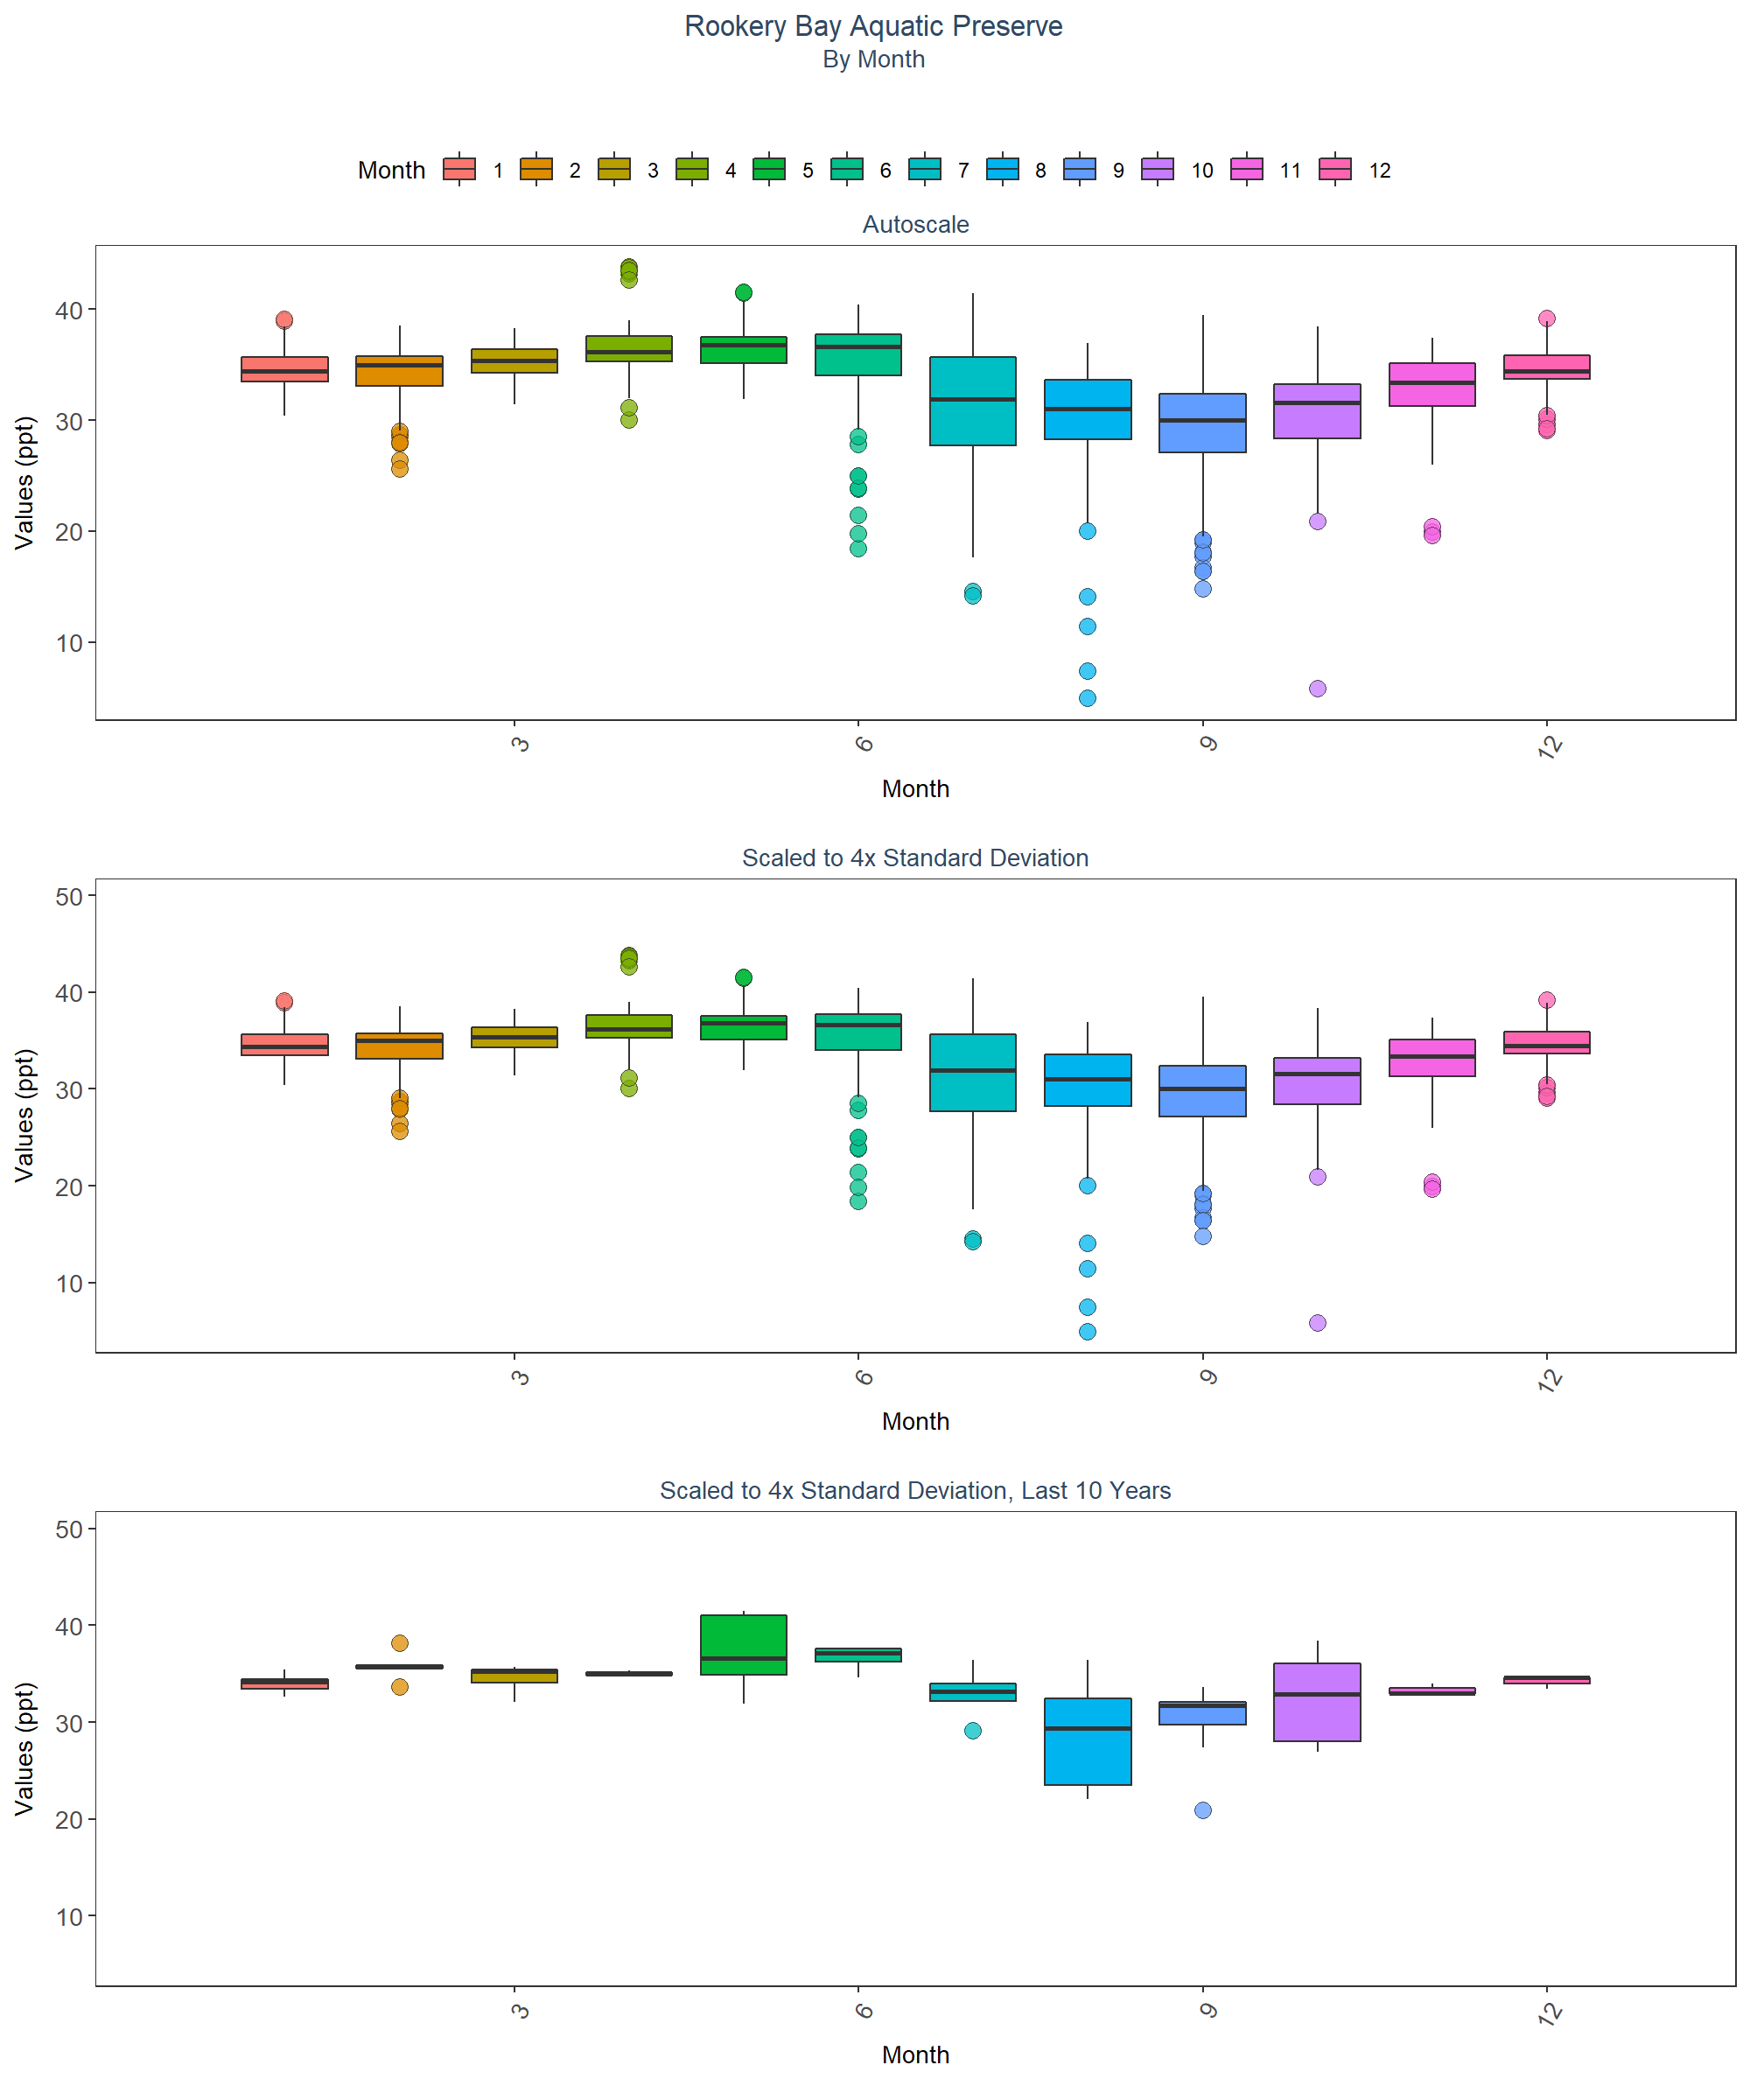 Rookery Bay Aquatic Preserve
By Month
Month 1 2 3 4 5 6 7 8 9 10 11 12
Autoscale
Values (ppt)
40
30
20
10
3 6 9 12
Month
Scaled to 4x Standard Deviation
Values (ppt)
50
40
30
20
10
3 6 9 12
Month
Scaled to 4x Standard Deviation, Last 10 Years
Values (ppt)
50
40
30
20
10
3 6 9 12
Month